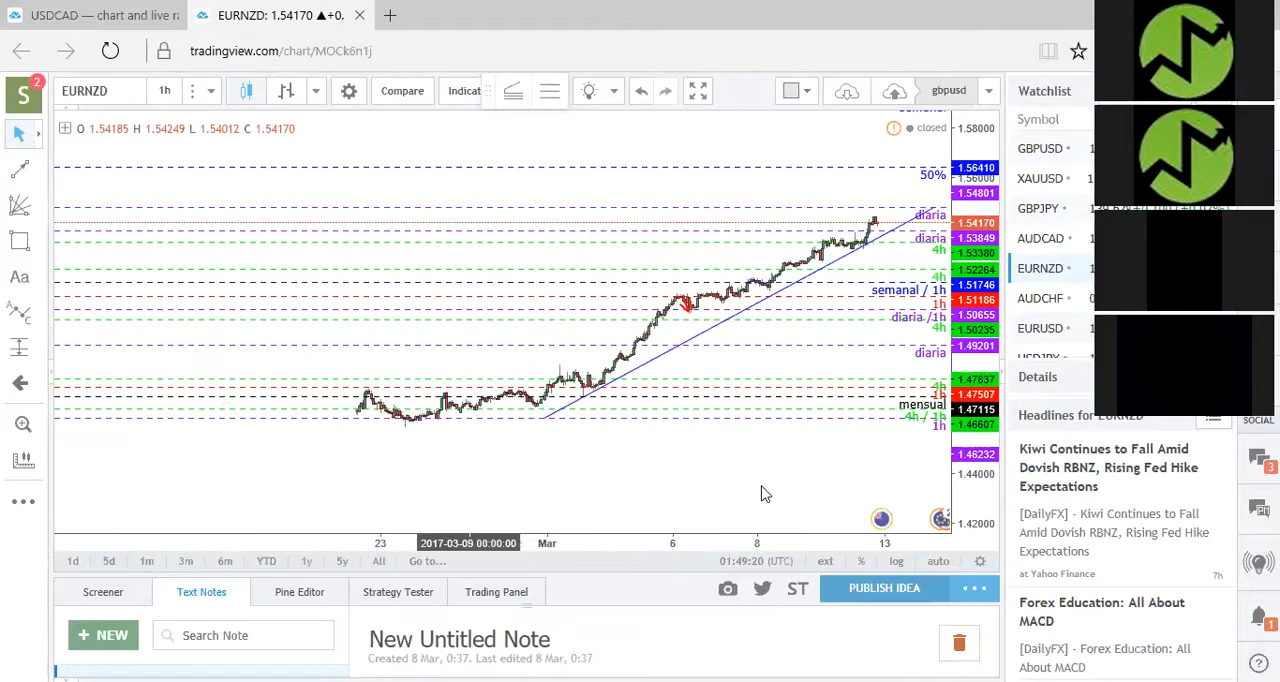 USDCAD — chart and live ra
EURNZD: 1.54170 ▲+0.
tradingview.com/chart/MOCk6n1j
S
2
EURNZD
1h
Compare
Indicat
gbpusd
Watchlist
Symbol
O 1.54185 H 1.54249 L 1.54012 C 1.54170
closed
1.58000
1.56410
50%
1.56000
1.54801
diaria
1.54170
diaria
1.53849
4h
1.53380
4h
1.52264
semanal / 1h
1.51746
1h
1.51186
diaria /1h
1.50655
4h
1.50235
diaria
1.49201
4h
1.47837
1h
1.47507
mensual
1.47115
4h / 1h
1.46607
1h
1.46232
1.44000
1.42000
23
2017-03-09 00:00:00
Mar
6
8
13
GBPUSD
XAUUSD
GBPJPY
AUDCAD
EURNZD
AUDCHF
EURUSD
Details
Headlines for EURNZD
SOCIAL
Kiwi Continues to Fall Amid
Dovish RBNZ, Rising Fed Hike
Expectations
[DailyFX] - Kiwi Continues to Fall
Amid Dovish RBNZ, Rising Fed Hike
Expectations
at Yahoo Finance
7h
Forex Education: All About
MACD
[DailyFX] - Forex Education: All
About MACD
3
1
1d 5d 1m 3m 6m YTD 1y 5y All Go to...
01:49:20 (UTC) ext % log auto
Screener
Text Notes
Pine Editor
Strategy Tester
Trading Panel
ST
PUBLISH IDEA
+ NEW
Search Note
New Untitled Note
Created 8 Mar, 0:37. Last edited 8 Mar, 0:37
Aa